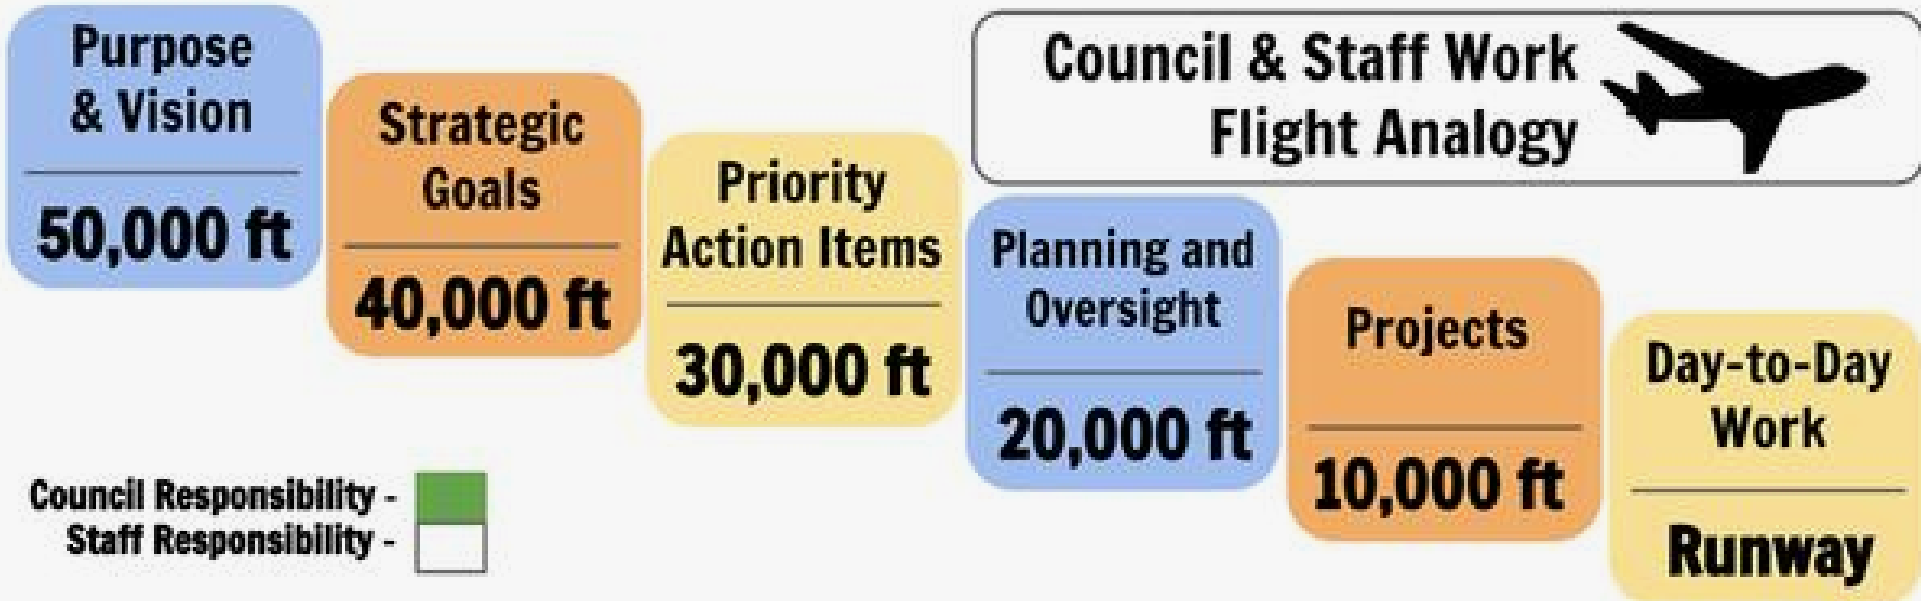 Purpose
& Vision
50,000 ft
Strategic
Goals
40,000 ft
Priority
Action Items
30,000 ft
Council & Staff Work
Flight Analogy
Planning and
Oversight
20,000 ft
Projects
10,000 ft
Day-to-Day
Work
Runway
Council Responsibility -
Staff Responsibility -